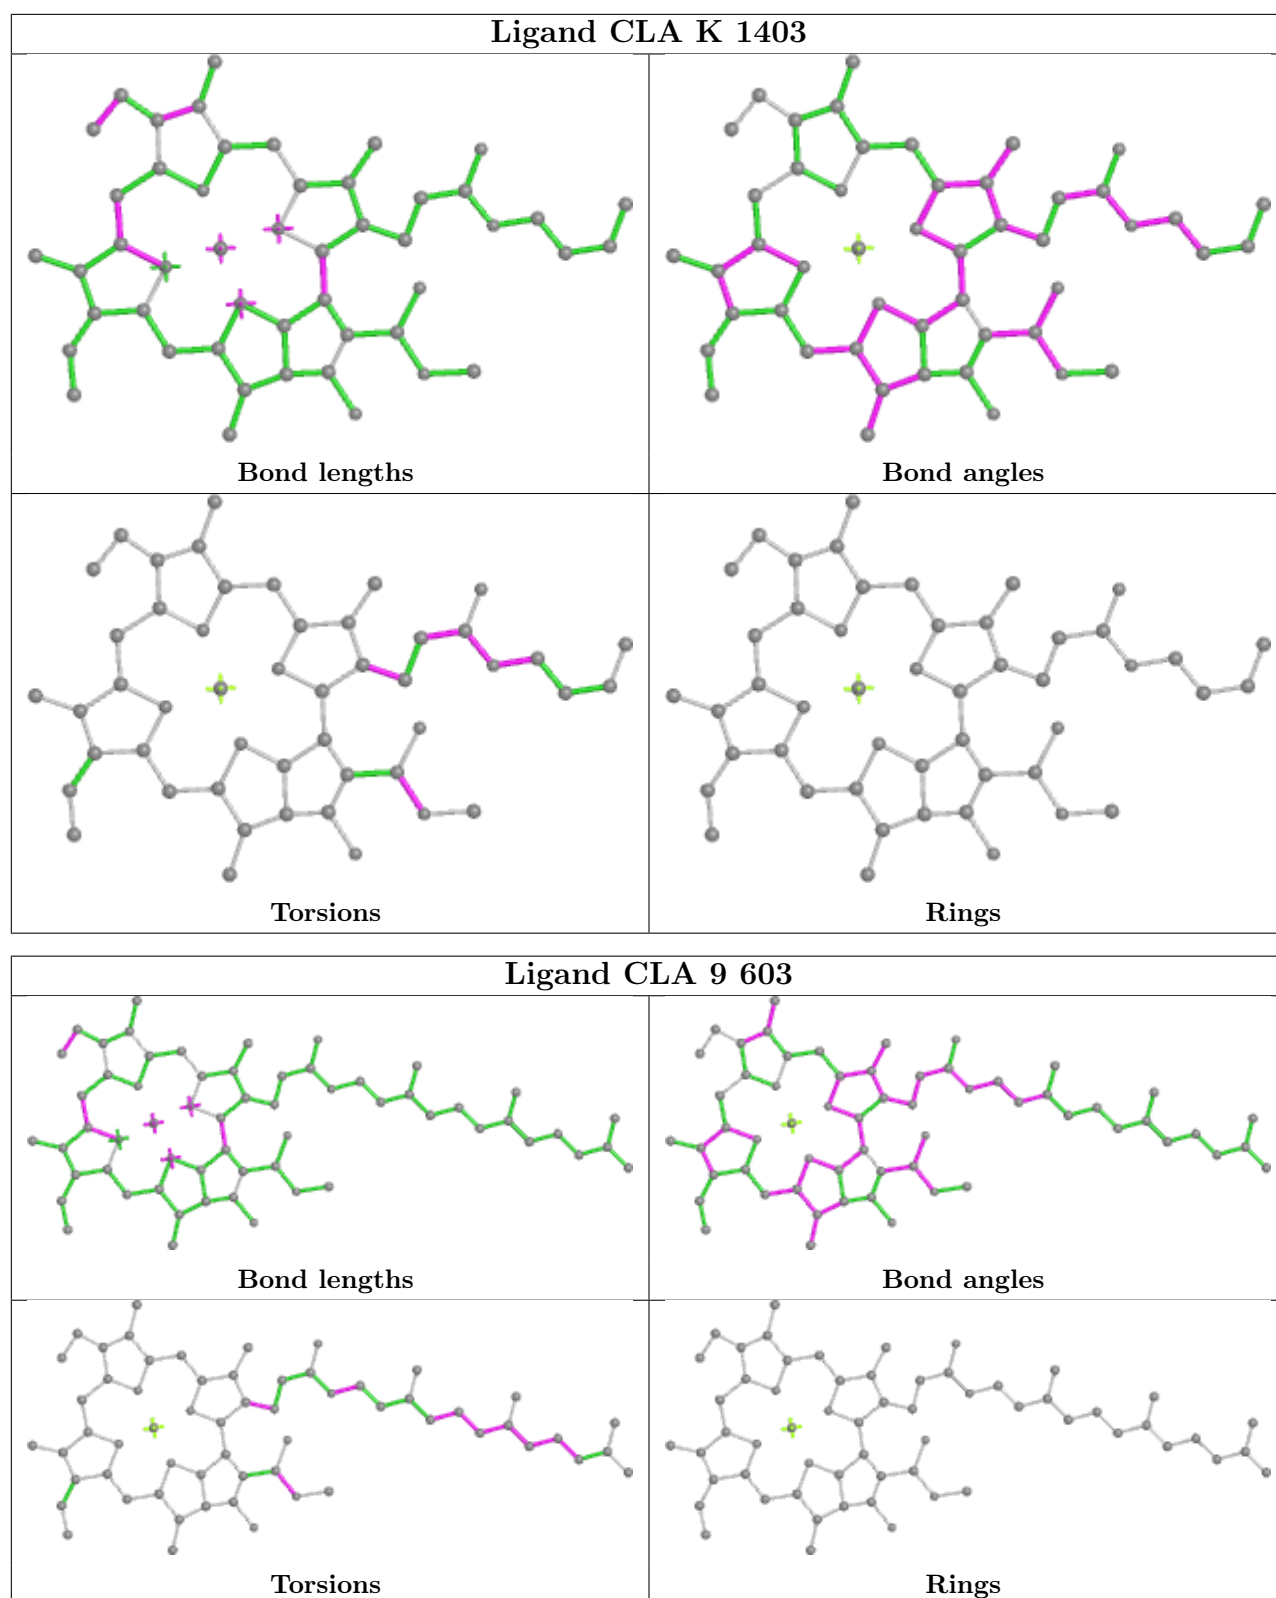 Ligand CLA K 1403
Bond lengths
Bond angles
Torsions
Rings
Ligand CLA 9 603
Bond lengths
Bond angles
Torsions
Rings